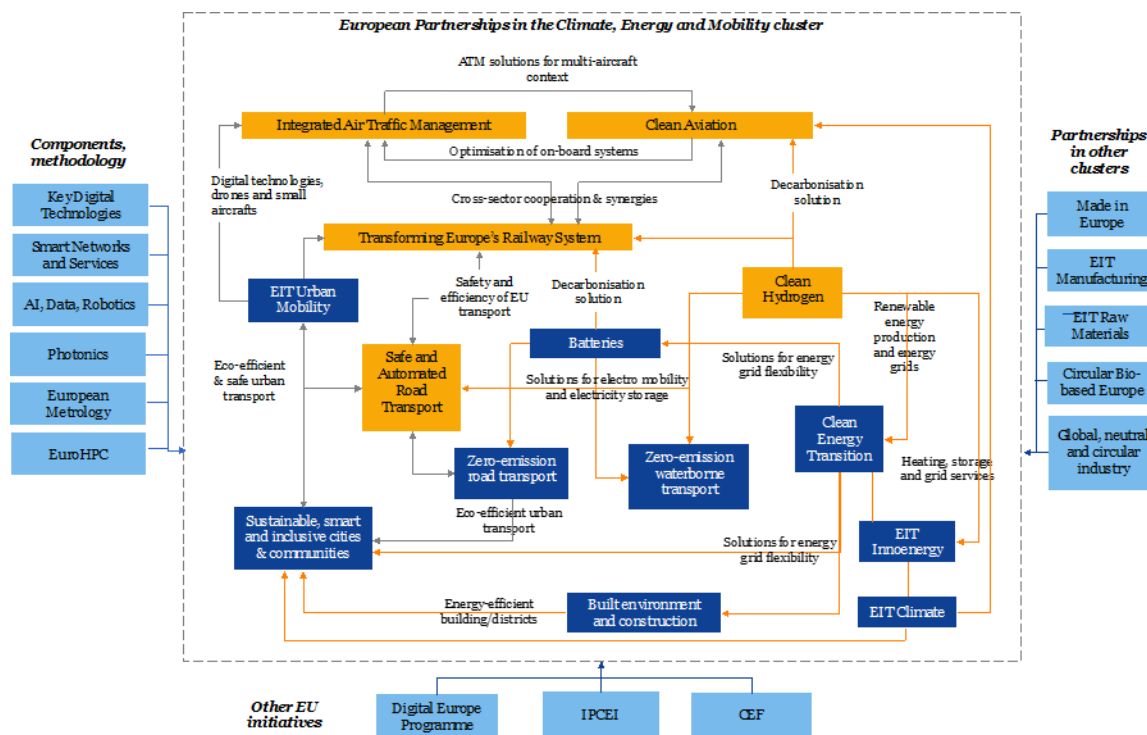 European Partnerships in the Climate, Energy and Mobility cluster
ATM solutions for multi-aircraft
context
Integrated Air Traffic Management
Clean Aviation
Optimisation of on-board systems
Components,
methodology
Partnerships
in other
clusters
Digital technologies,
drones and small
aircrafts
Cross-sector cooperation & synergies
Decarbonisation
solution
Key Digital
Technologies
Smart Networks
and Services
AI, Data, Robotics
Photonics
European
Metrology
EuroHPC
Made in
Europe
EIT
Manufacturing
EIT Raw
Materials
Circular Bio-
based Europe
Global, neutral
and circular
industry
Transforming Europe's Railway System
EIT Urban
Mobility
Safety and
efficiency of EU
transport
Decarbonisation
solution
Clean
Hydrogen
Renewable
energy
production
and energy
grids
Batteries
Solutions for energy
grid flexibility
Eco-efficient
& safe urban
transport
Safe and
Automated
Road
Transport
Solutions for electro mobility
and electricity storage
Clean
Energy
Transition
Zero-emission
road transport
Zero-emission
waterborne
transport
Heating, storage
and grid services
Sustainable, smart
and inclusive cities
& communities
Eco-efficient urban
transport
Solutions for energy
grid flexibility
EIT
Innoenergy
Energy-efficient
building/districts
Built environment
and construction
EIT Climate
Other EU
initiatives
Digital Europe
Programme
IPCEI
CEF